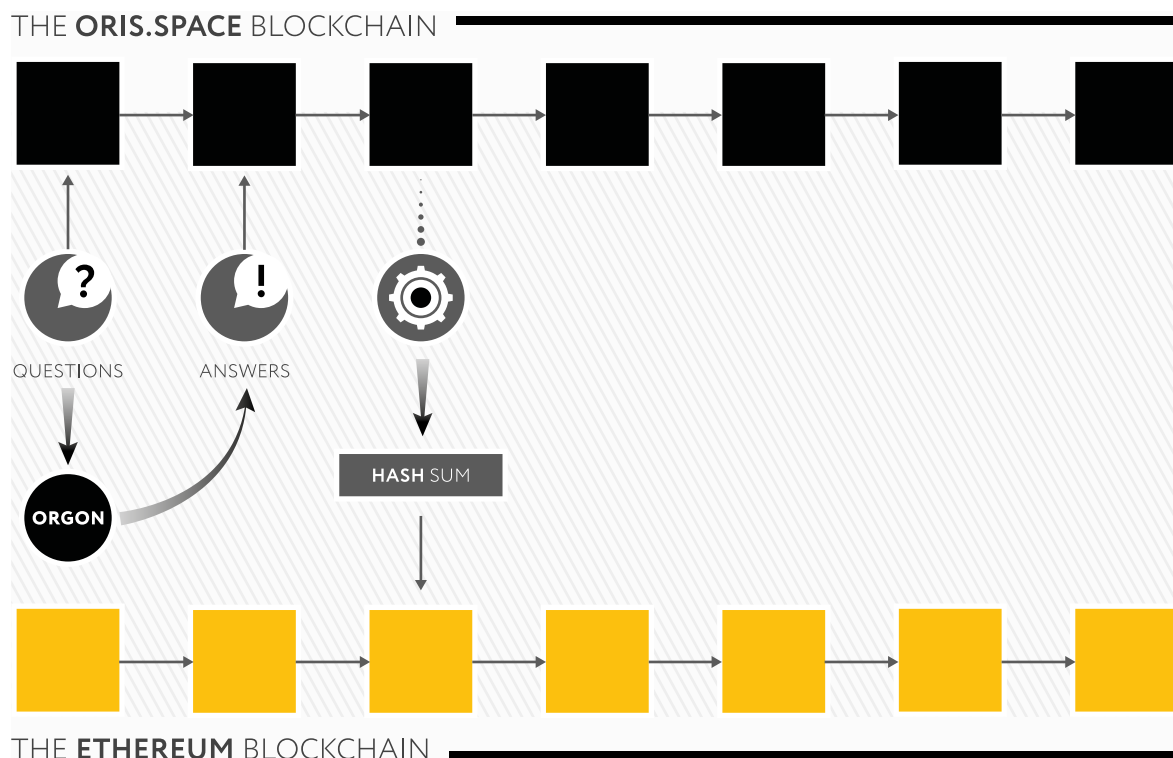 THE ORIS.SPACE BLOCKCHAIN
?
!
QUESTIONS
ANSWERS
HASH SUM
ORGON
THE ETHEREUM BLOCKCHAIN